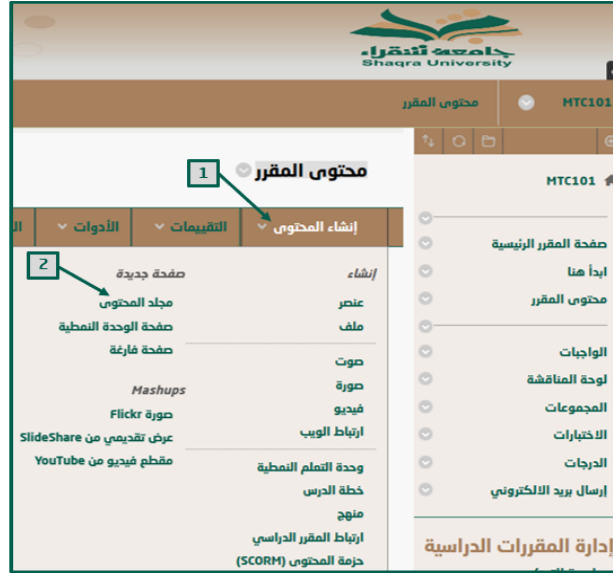 جامعة شقراء
Shaqra University
MTC101
محتوى المقرر
MTC101
صفحة المقرر الرئيسية
ابدأ هنا
محتوى المقرر
الواجبات
لوحة المناقشة
المجموعات
الاختبارات
الدرجات
إرسال بريد الالكتروني
إدارة المقررات الدراسية
محتوى المقرر
1
إنشاء المحتوى
التقييمات
الأدوات
2
إنشاء
عنصر
ملف
صوت
صورة
فيديو
ارتباط الويب
وحدة التعلم النمطية
خطة الدرس
منهج
ارتباط المقرر الدراسي
حزمة المحتوى (SCORM)
صفحة جديدة
مجلد المحتوى
صفحة الوحدة النمطية
صفحة فارغة
Mashups
صورة Flickr
عرض تقديمي من SlideShare
مقطع فيديو من YouTube